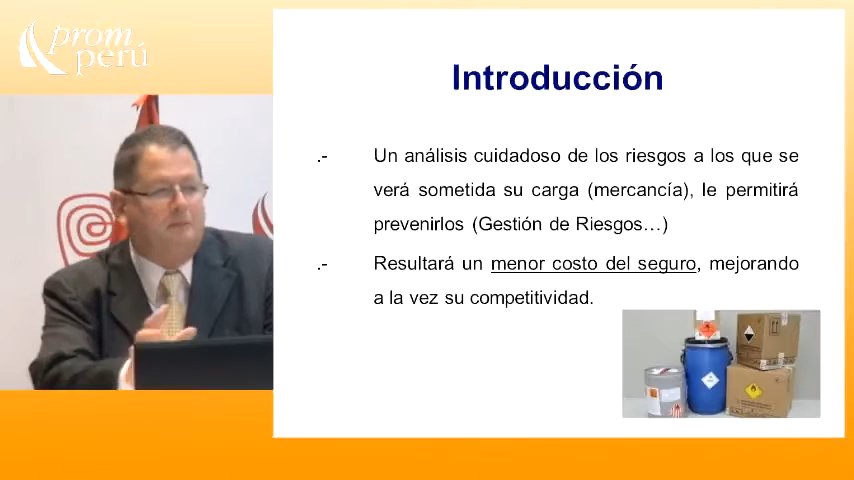 prom
perú
Introducción
.- Un análisis cuidadoso de los riesgos a los que se
verá sometida su carga (mercancía), le permitirá
prevenirlos (Gestión de Riesgos…)
.- Resultará un menor costo del seguro, mejorando
a la vez su competitividad.